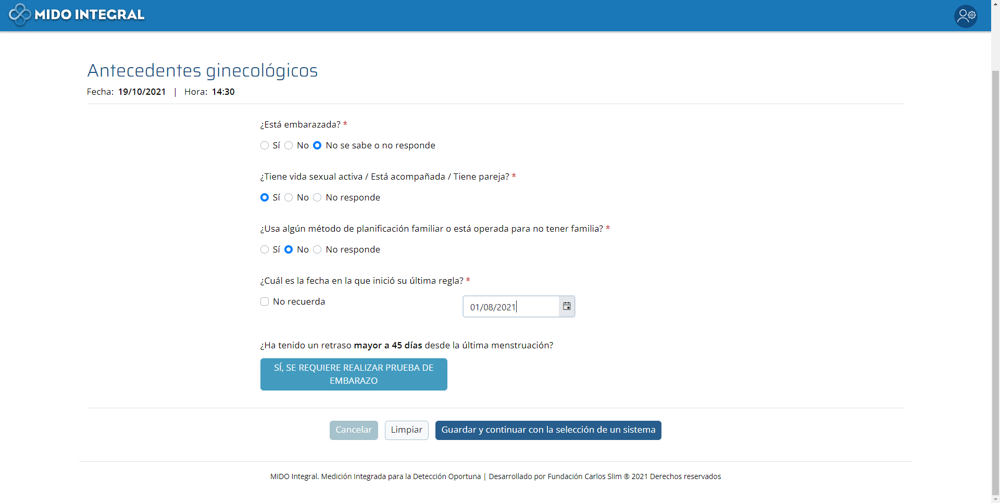 MIDO INTEGRAL
Antecedentes ginecológicos
Fecha: 19/10/2021 | Hora: 14:30
¿Está embarazada? *
Sí No No se sabe o no responde
¿Tiene vida sexual activa / Está acompañada / Tiene pareja? *
Sí No No responde
¿Usa algún método de planificación familiar o está operada para no tener familia? *
Sí No No responde
¿Cuál es la fecha en la que inició su última regla? *
No recuerda 01/08/2021
¿Ha tenido un retraso mayor a 45 días desde la última menstruación?
SÍ, SE REQUIERE REALIZAR PRUEBA DE
EMBARAZO
Cancelar Limpiar Guardar y continuar con la selección de un sistema
MIDO Integral. Medición Integrada para la Detección Oportuna | Desarrollado por Fundación Carlos Slim ® 2021 Derechos reservados